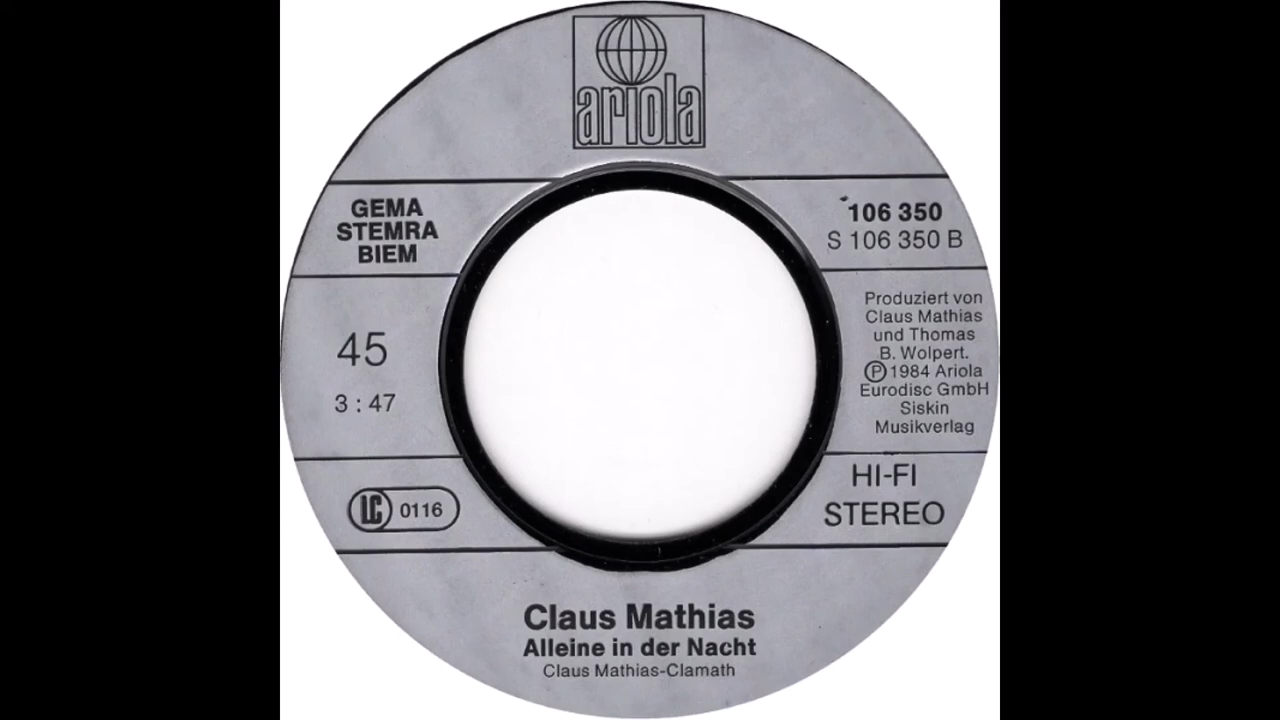 ariola
GEMA
STEMRA
BIEM
106 350
S 106 350 B
45
3 : 47
Produziert von
Claus Mathias
und Thomas
B. Wolpert.
Ⓟ 1984 Ariola
Eurodisc GmbH
Siskin
Musikverlag
LC 0116
HI-FI
STEREO
Claus Mathias
Alleine in der Nacht
Claus Mathias-Clamath